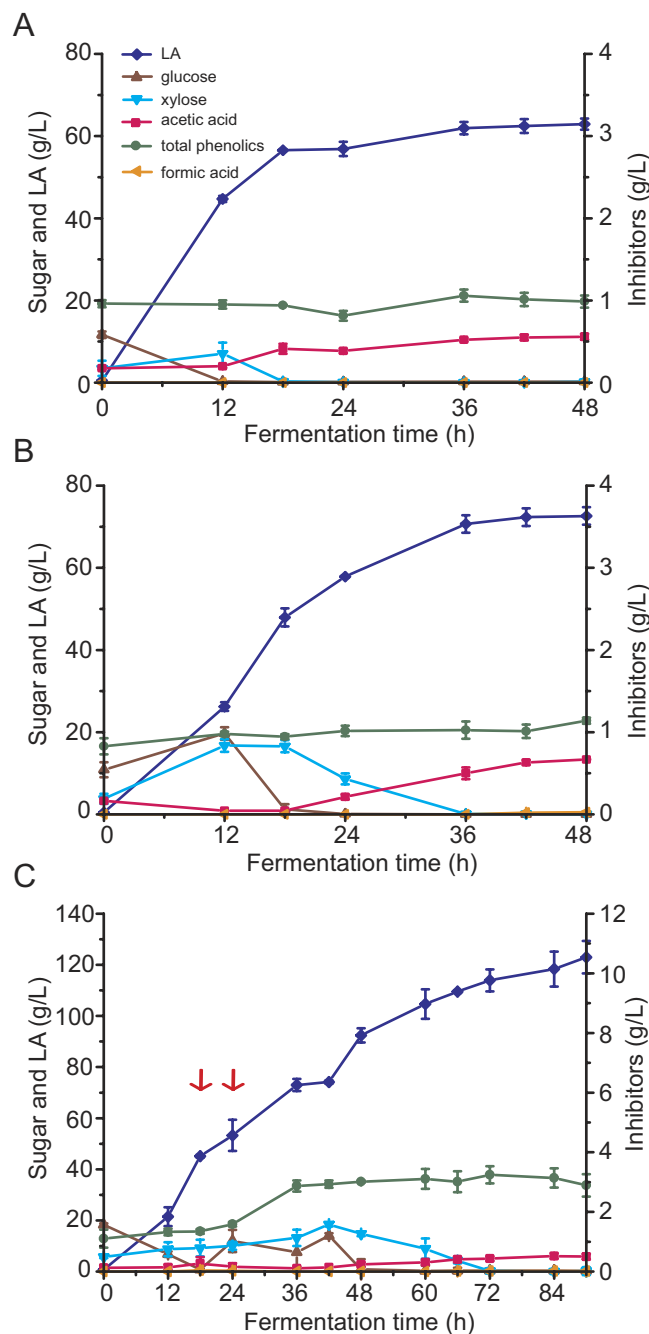 A
80
60
40
20
0
Sugar and LA (g/L)
LA
glucose
xylose
acetic acid
total phenolics
formic acid
4
3
2
1
0
Inhibitors (g/L)
0 12 24 36 48
Fermentation time (h)
B
80
60
40
20
0
Sugar and LA (g/L)
4
3
2
1
0
Inhibitors (g/L)
0 12 24 36 48
Fermentation time (h)
C
140
120
100
80
60
40
20
0
Sugar and LA (g/L)
12
10
8
6
4
2
0
Inhibitors (g/L)
0 12 24 36 48 60 72 84
Fermentation time (h)